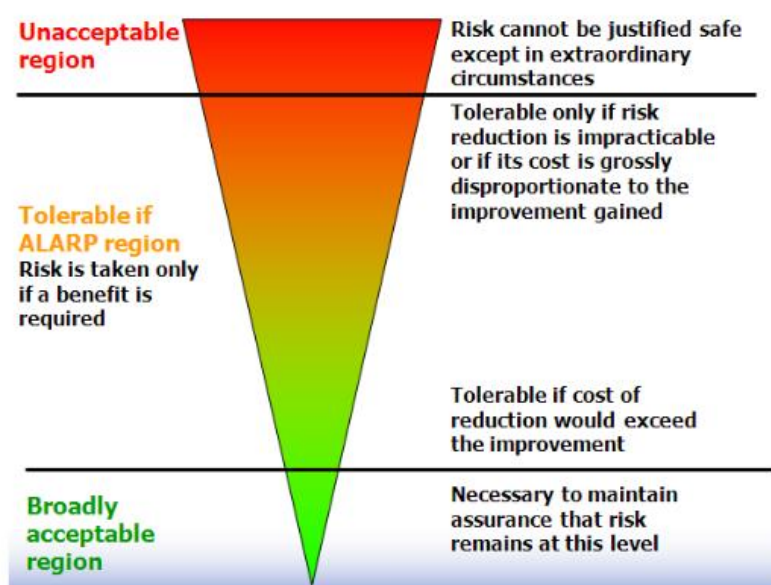 Unacceptable
region
Risk cannot be justified safe
except in extraordinary
circumstances
Tolerable only if risk
reduction is impracticable
or if its cost is grossly
disproportionate to the
improvement gained
Tolerable if
ALARP region
Risk is taken only
if a benefit is
required
Tolerable if cost of
reduction would exceed
the improvement
Broadly
acceptable
region
Necessary to maintain
assurance that risk
remains at this level